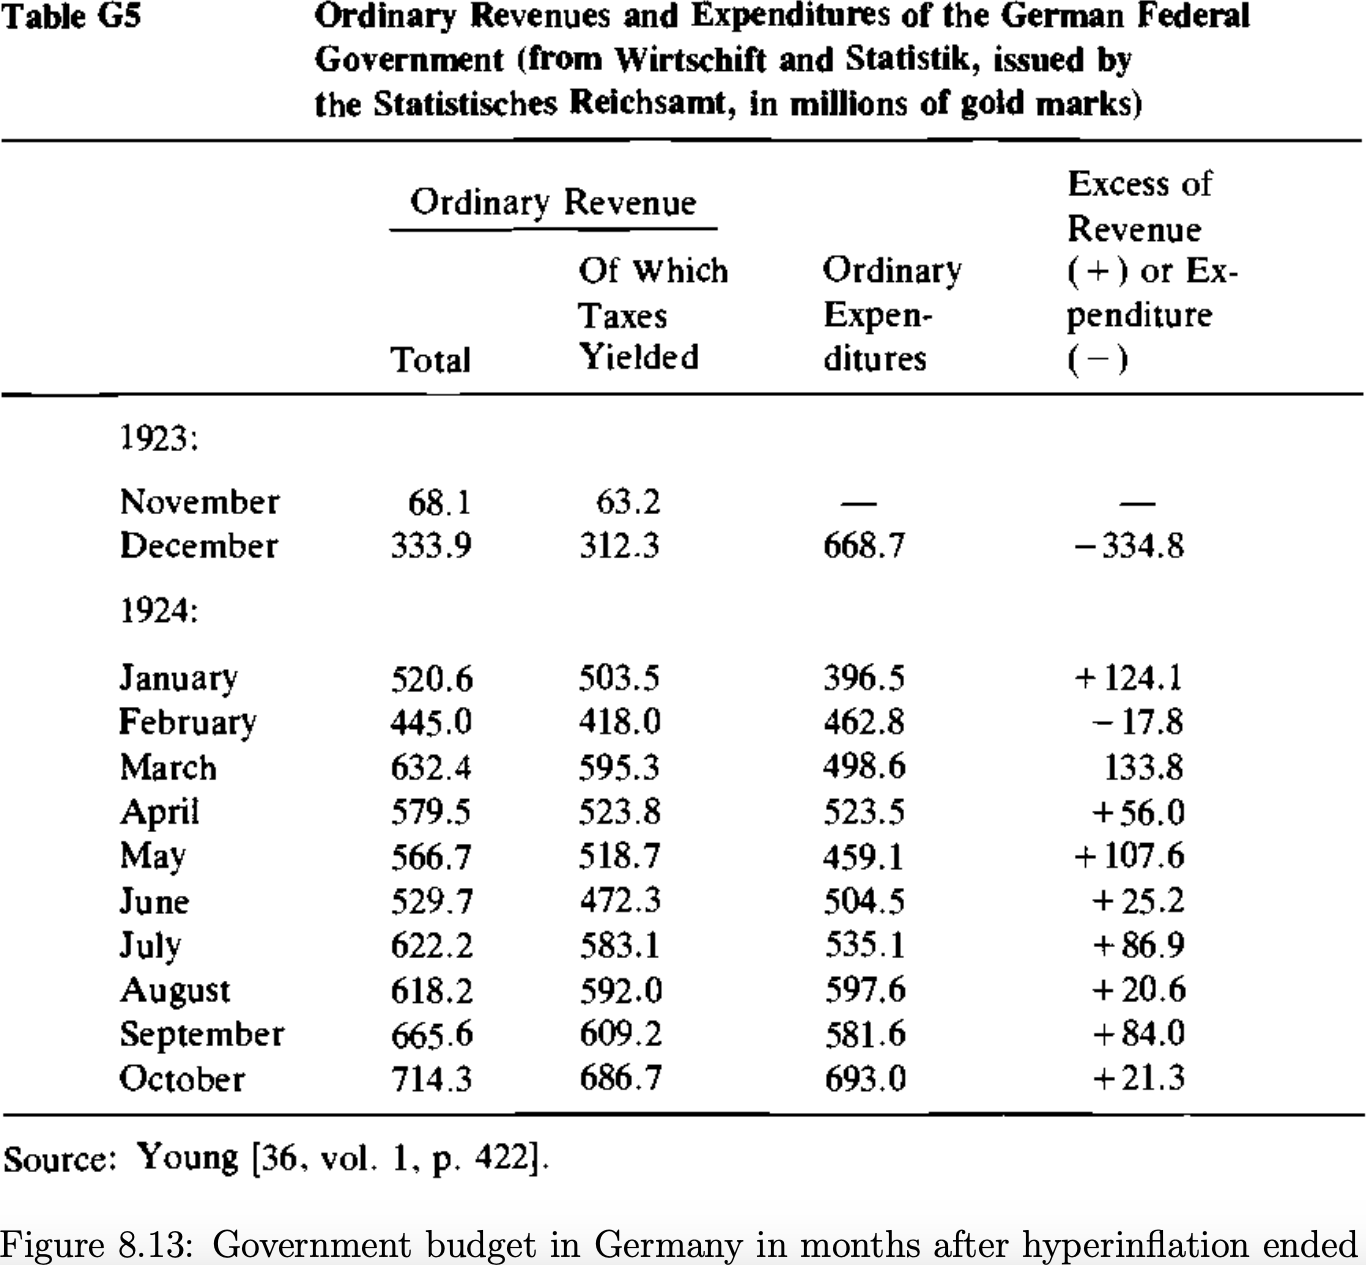 Table G5 Ordinary Revenues and Expenditures of the German Federal
Government (from Wirtschift and Statistik, issued by
the Statistisches Reichsamt, in millions of gold marks)
Excess of
Ordinary Revenue
Revenue
Of Which Ordinary (+) or Ex-
Taxes Expen- penditure
Total Yielded ditures (−)
1923:
November 68.1 63.2 — —
December 333.9 312.3 668.7 −334.8
1924:
January 520.6 503.5 396.5 +124.1
February 445.0 418.0 462.8 −17.8
March 632.4 595.3 498.6 133.8
April 579.5 523.8 523.5 +56.0
May 566.7 518.7 459.1 +107.6
June 529.7 472.3 504.5 +25.2
July 622.2 583.1 535.1 +86.9
August 618.2 592.0 597.6 +20.6
September 665.6 609.2 581.6 +84.0
October 714.3 686.7 693.0 +21.3
Source: Young [36, vol. 1, p. 422].
Figure 8.13: Government budget in Germany in months after hyperinflation ended